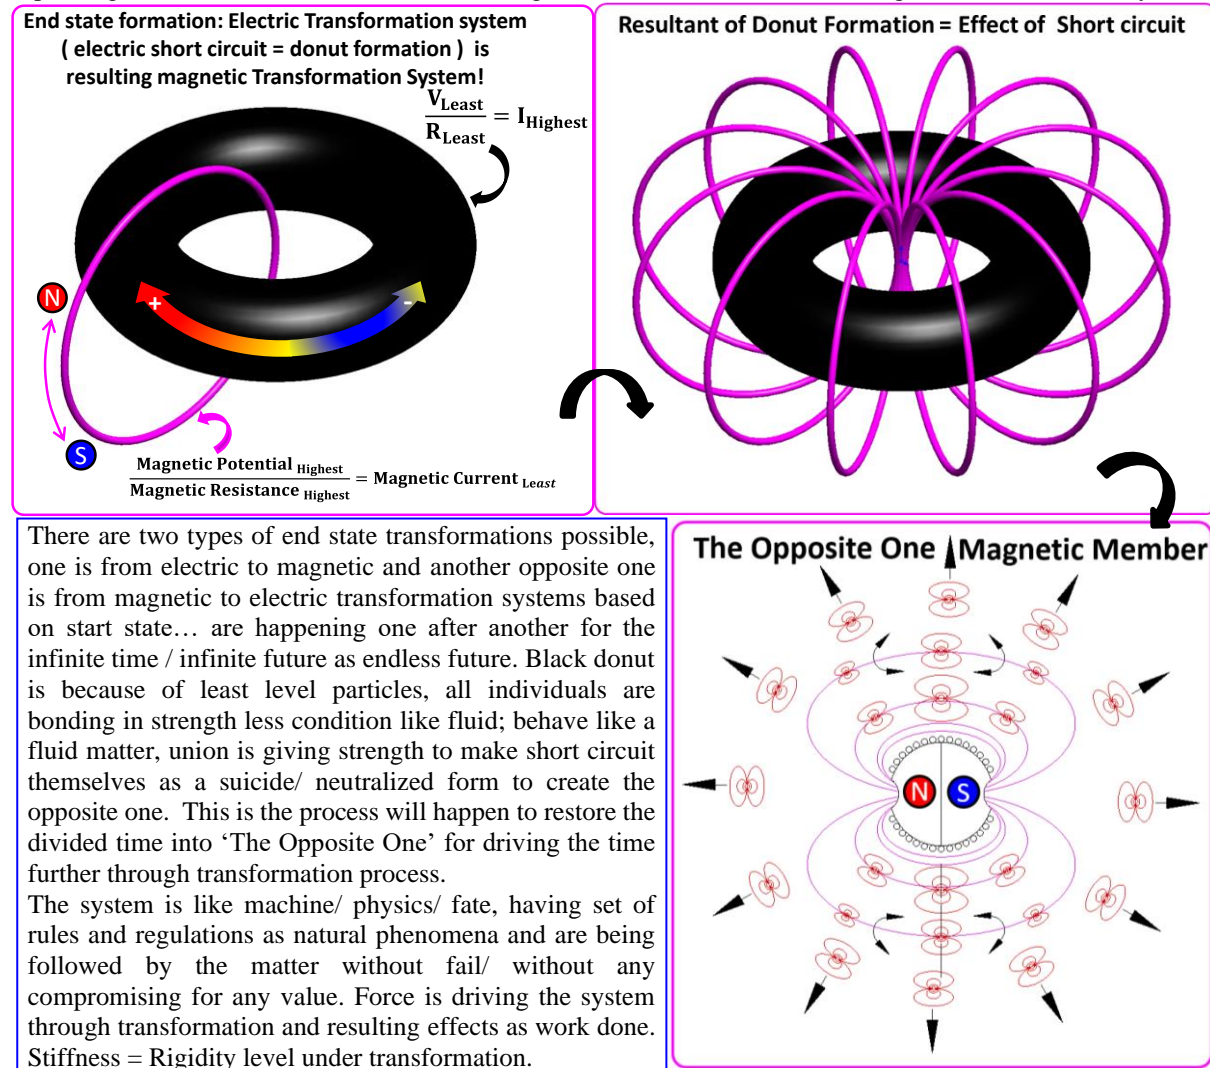 End state formation: Electric Transformation system
( electric short circuit = donut formation ) is
resulting magnetic Transformation System!
V Least / R Least = I Highest
+ -
N
S
Magnetic Potential Highest / Magnetic Resistance Highest = Magnetic Current Least
Resultant of Donut Formation = Effect of Short circuit
There are two types of end state transformations possible,
one is from electric to magnetic and another opposite one
is from magnetic to electric transformation systems based
on start state… are happening one after another for the
infinite time / infinite future as endless future. Black donut
is because of least level particles, all individuals are
bonding in strength less condition like fluid; behave like a
fluid matter, union is giving strength to make short circuit
themselves as a suicide/ neutralized form to create the
opposite one. This is the process will happen to restore the
divided time into ‘The Opposite One’ for driving the time
further through transformation process.
The system is like machine/ physics/ fate, having set of
rules and regulations as natural phenomena and are being
followed by the matter without fail/ without any
compromising for any value. Force is driving the system
through transformation and resulting effects as work done.
Stiffness = Rigidity level under transformation.
The Opposite One Magnetic Member
N S